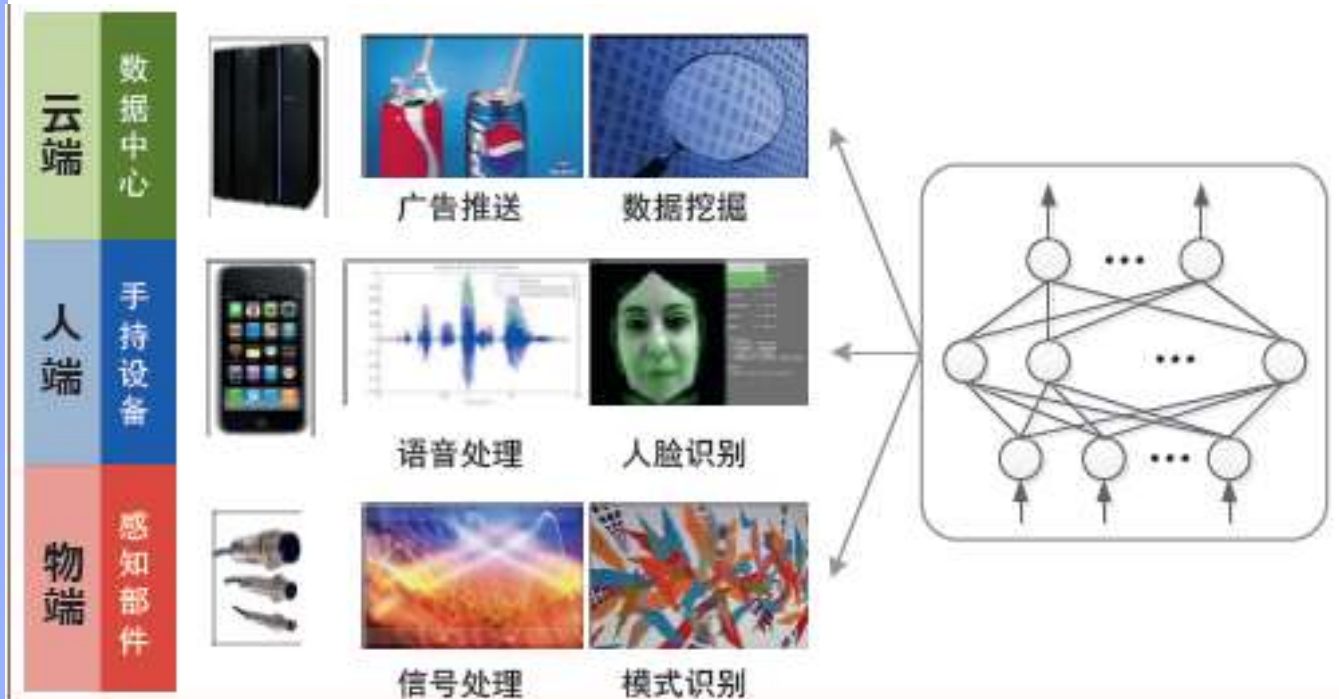 云端
数据中心
广告推送
数据挖掘
人端
手持设备
语音处理
人脸识别
物端
感知部件
信号处理
模式识别